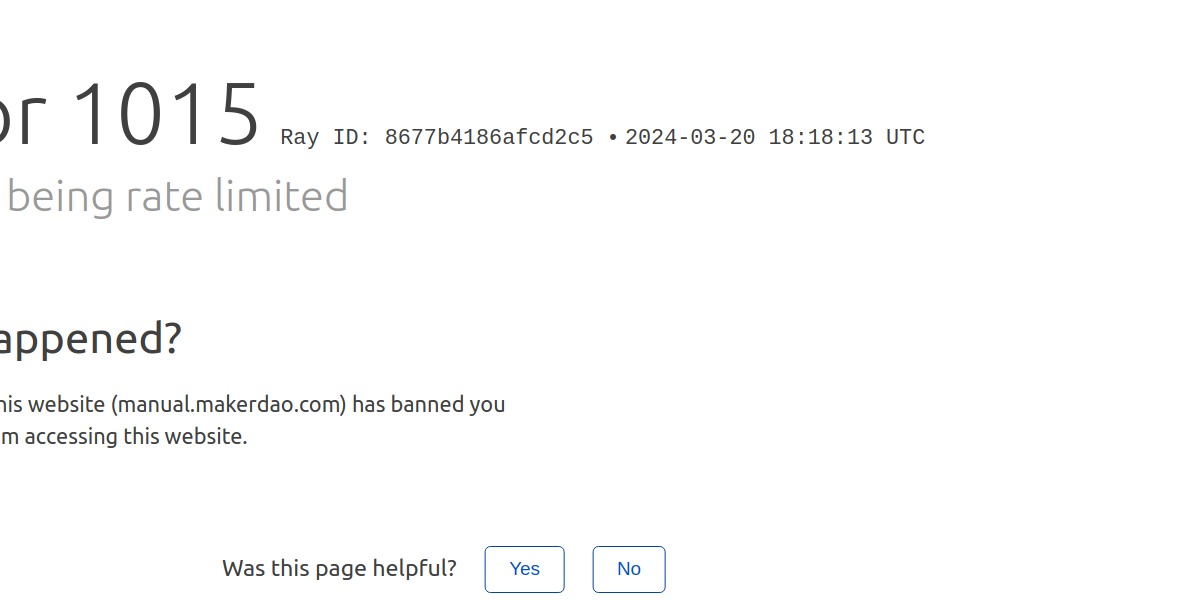 or 1015 Ray ID: 8677b4186afcd2c5 • 2024-03-20 18:18:13 UTC
being rate limited
appened?
his website (manual.makerdao.com) has banned you
m accessing this website.
Was this page helpful? Yes No